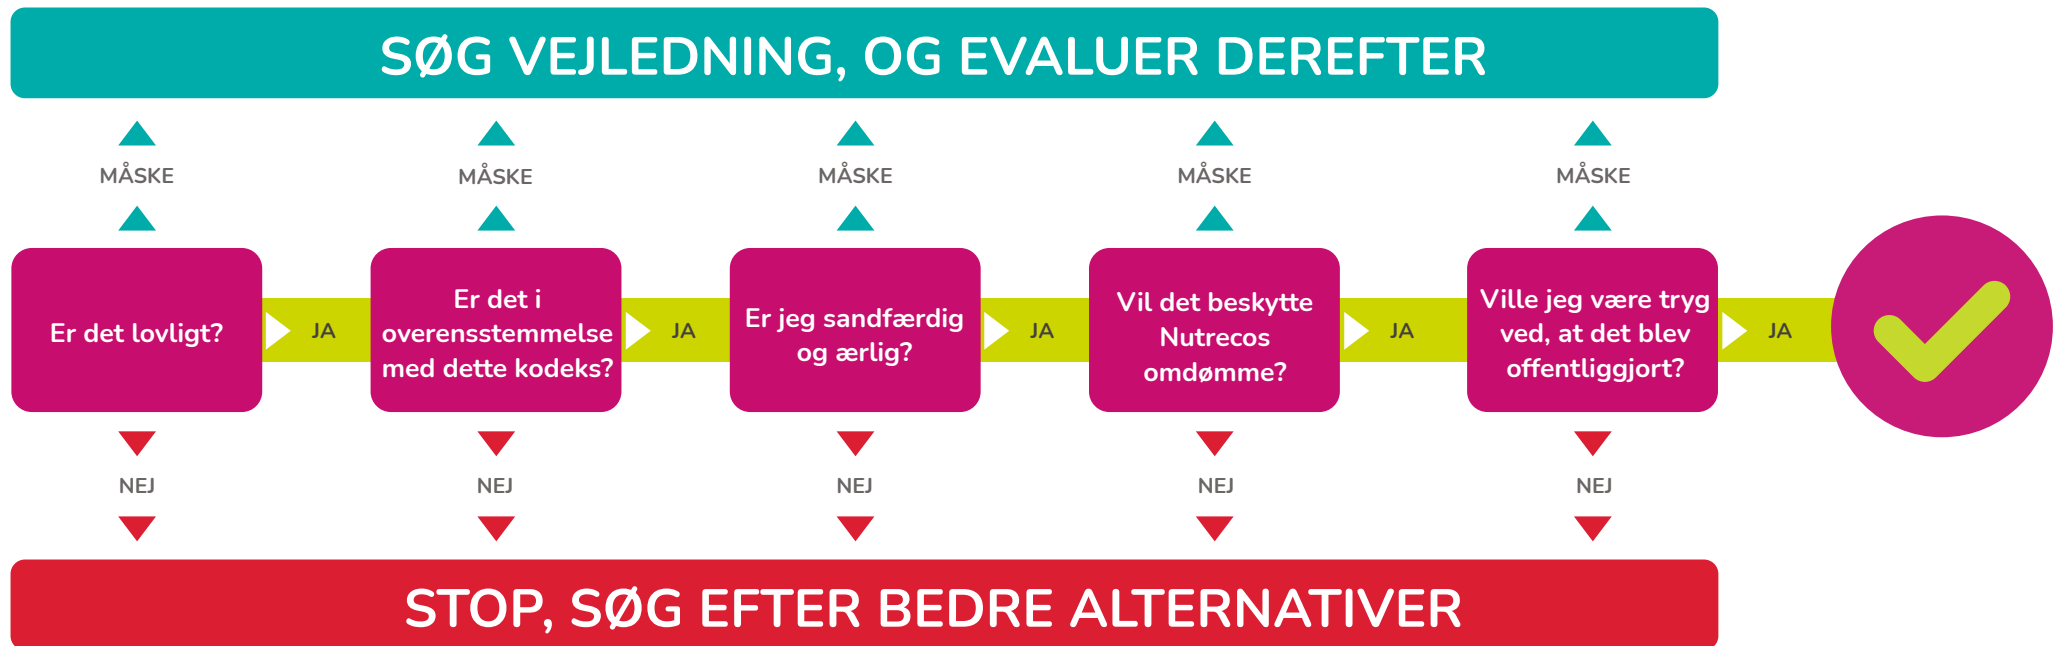 SØG VEJLEDNING, OG EVALUER DEREFTER
MÅSKE
MÅSKE
MÅSKE
MÅSKE
MÅSKE
Er det lovligt?
JA
Er det i
overensstemmelse
med dette kodeks?
JA
Er jeg sandfærdig
og ærlig?
JA
Vil det beskytte
Nutrecos
omdømme?
JA
Ville jeg være tryg
ved, at det blev
offentliggjort?
JA
NEJ
NEJ
NEJ
NEJ
NEJ
STOP, SØG EFTER BEDRE ALTERNATIVER